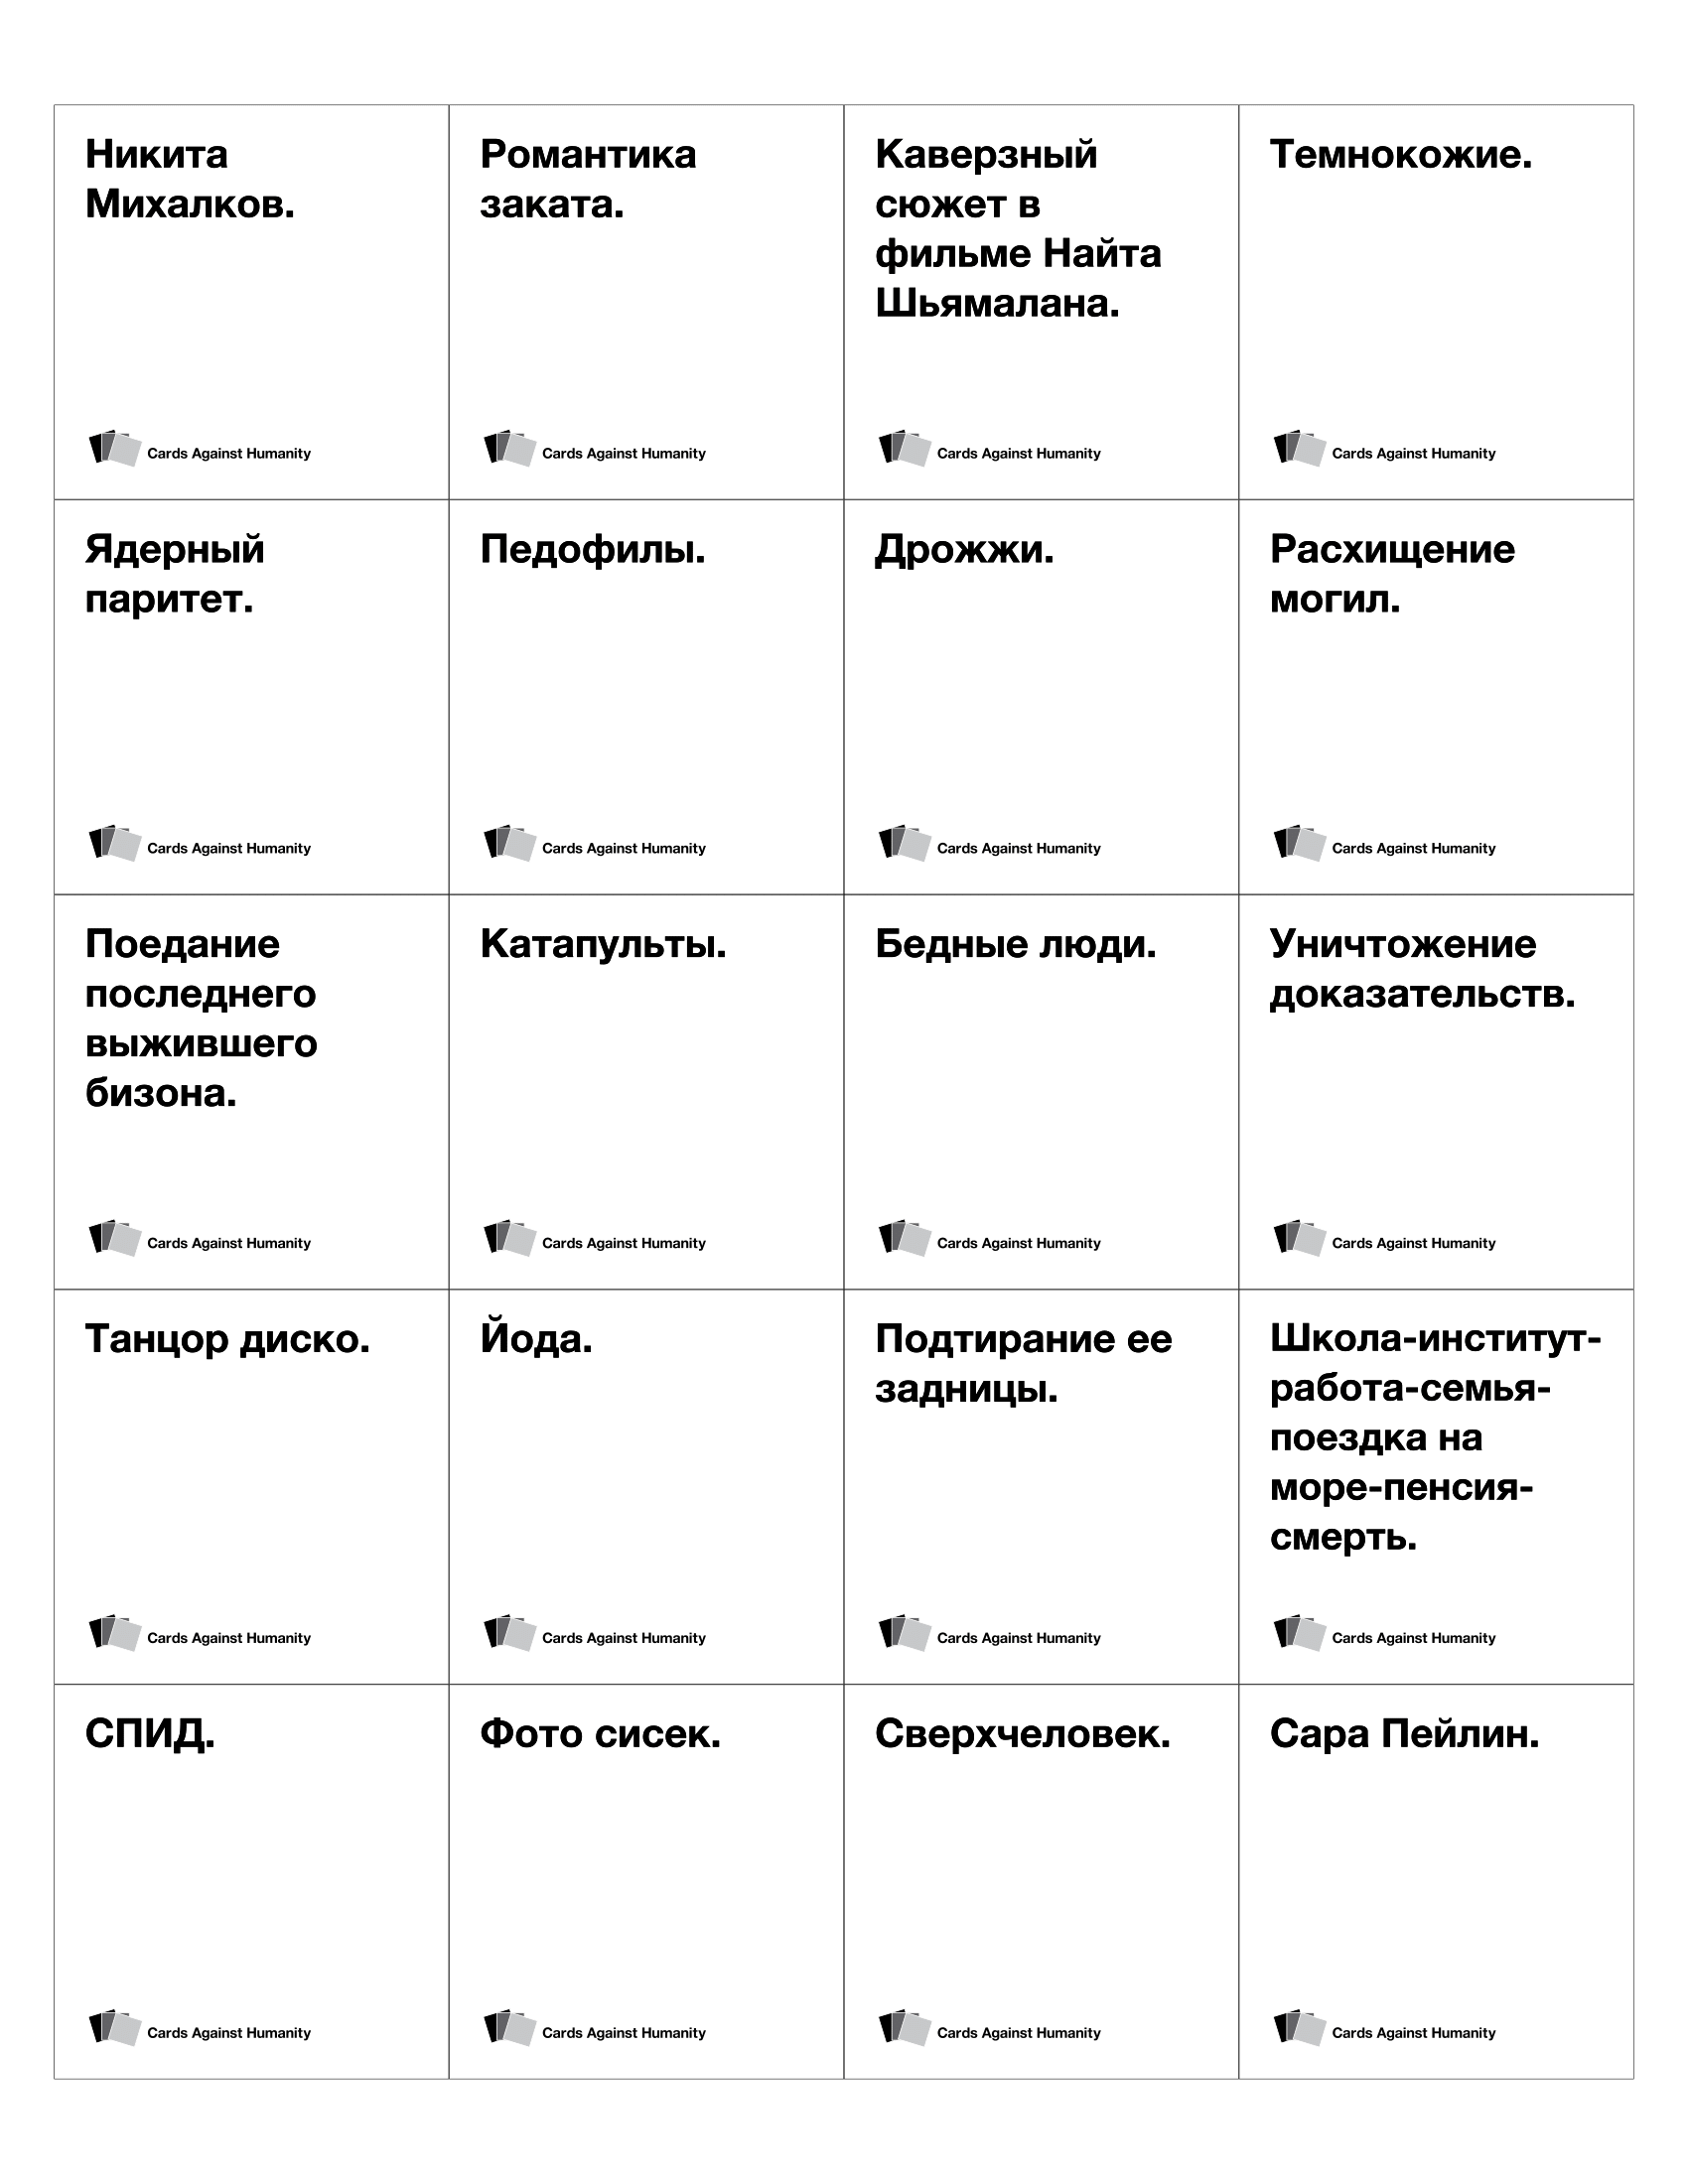 Никита
Михалков.
Cards Against Humanity
Романтика
заката.
Cards Against Humanity
Каверзный
сюжет в
фильме Найта
Шьямалана.
Cards Against Humanity
Темнокожие.
Cards Against Humanity
Ядерный
паритет.
Cards Against Humanity
Педофилы.
Cards Against Humanity
Дрожжи.
Cards Against Humanity
Расхищение
могил.
Cards Against Humanity
Поедание
последнего
выжившего
бизона.
Cards Against Humanity
Катапульты.
Cards Against Humanity
Бедные люди.
Cards Against Humanity
Уничтожение
доказательств.
Cards Against Humanity
Танцор диско.
Cards Against Humanity
Йода.
Cards Against Humanity
Подтирание ее
задницы.
Cards Against Humanity
Школа-институт-
работа-семья-
поездка на
море-пенсия-
смерть.
Cards Against Humanity
СПИД.
Cards Against Humanity
Фото сисек.
Cards Against Humanity
Сверхчеловек.
Cards Against Humanity
Сара Пейлин.
Cards Against Humanity